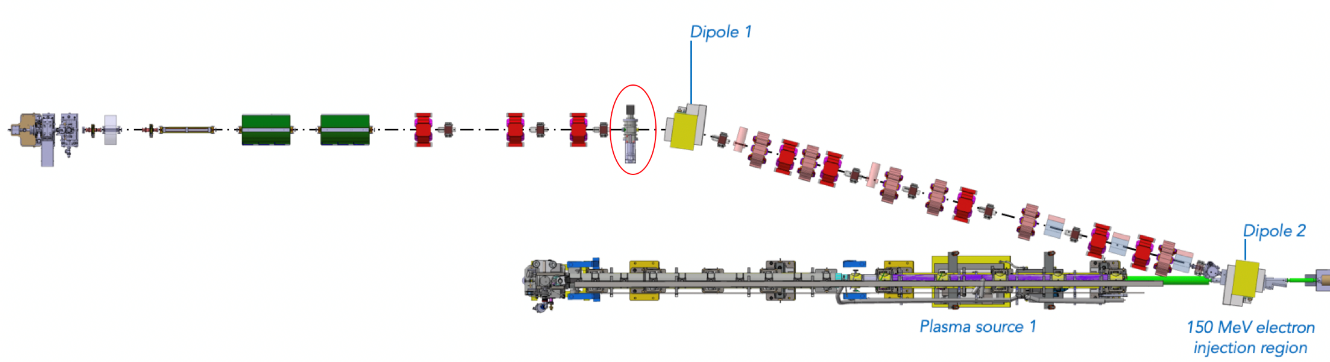 Dipole 1
Dipole 2
Plasma source 1
150 MeV electron
injection region